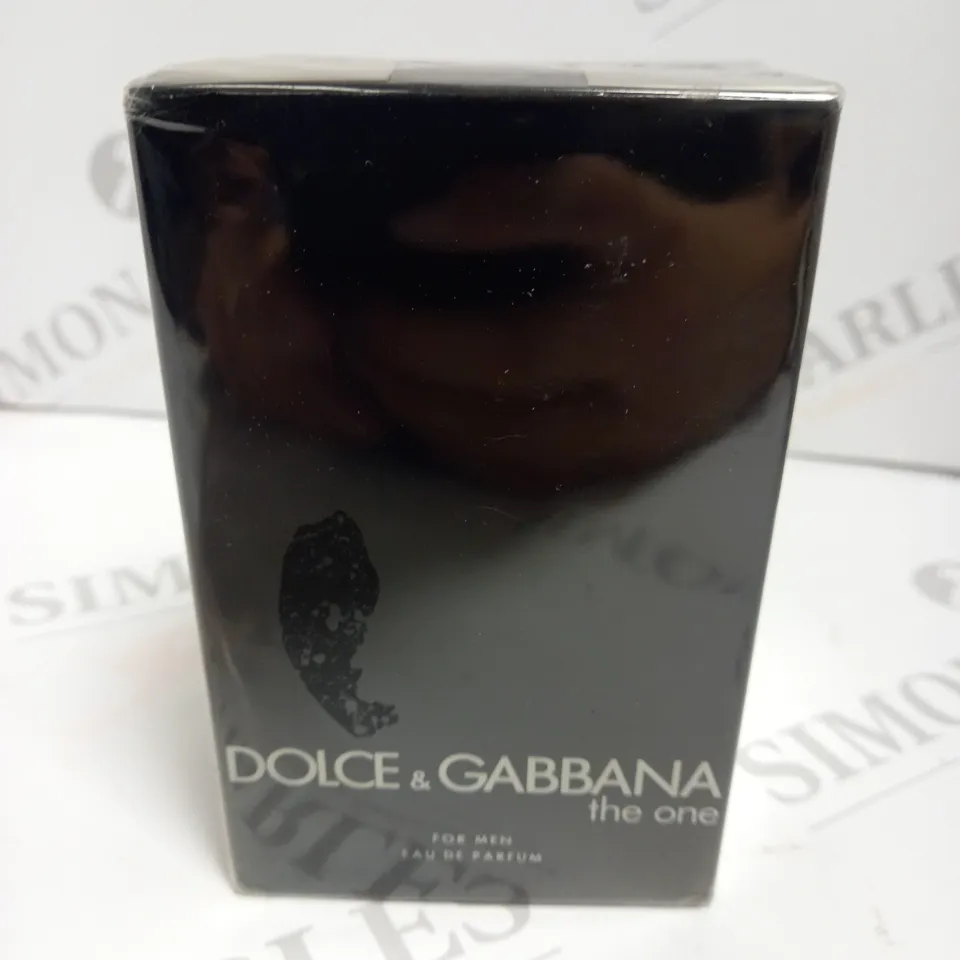 DOLCE & GABBANA
the one
FOR MEN
EAU DE PARFUM